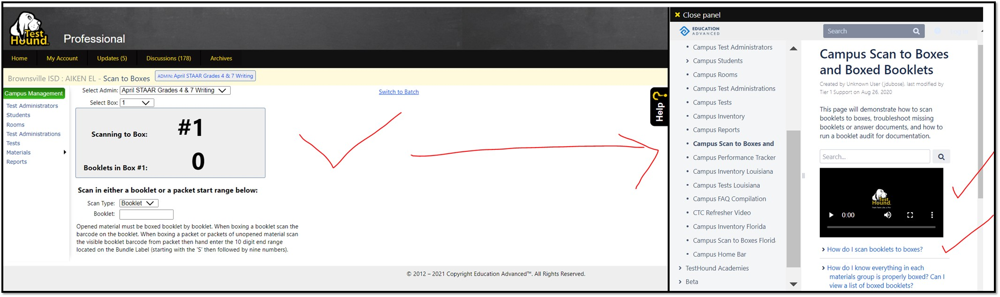 Test
Hound
Professional
Home
My Account
Updates (5)
Discussions (178)
Archives
Brownsville ISD : AIKEN EL - Scan to Boxes
ADMIN: April STAAR Grades 4 & 7 Writing
Campus Management
Test Administrators
Students
Rooms
Test Administrations
Tests
Materials
Reports
Select Admin: April STAAR Grades 4 & 7 Writing
Select Box: 1
Switch to Batch
Scanning to Box: #1
Booklets in Box #1: 0
Scan in either a booklet or a packet start range below:
Scan Type: Booklet
Booklet:
Opened material must be boxed booklet by booklet. When boxing a booklet scan the
barcode on the booklet. When boxing a packet or packets of unopened material scan
the visible booklet barcode from packet then hand enter the 10 digit end range
located on the Bundle Label (starting with the 'S' then followed by nine numbers).
© 2012 – 2021 Copyright Education Advanced™. All Rights Reserved.
Help
Close panel
EDUCATION
ADVANCED
Search
Campus Test Administrators
Campus Students
Campus Rooms
Campus Test Administrations
Campus Tests
Campus Inventory
Campus Reports
Campus Scan to Boxes and
Campus Performance Tracker
Campus Inventory Louisiana
Campus Tests Louisiana
Campus FAQ Compilation
CTC Refresher Video
Campus Inventory Florida
Campus Scan to Boxes Florid
Campus Home Bar
TestHound Academies
Beta
Campus Scan to Boxes
and Boxed Booklets
Created by Unknown User (jdubose), last modified by
Tier 1 Support on Aug 26, 2020
This page will demonstrate how to scan
booklets to boxes, troubleshoot missing
booklets or answer documents, and how to
run a booklet audit for documentation.
Search...
Test
Hound
0:00
How do I scan booklets to boxes?
How do I know everything in each
materials group is properly boxed? Can I
view a list of boxed booklets?